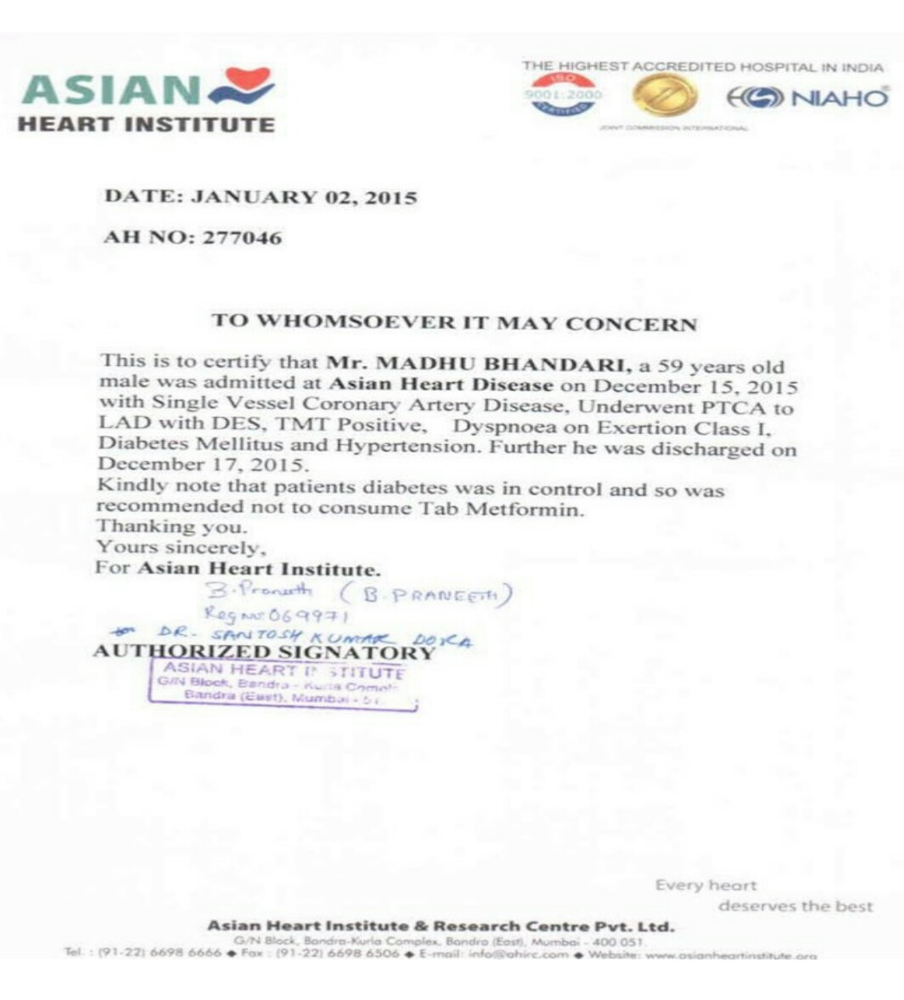 ASIAN
HEART INSTITUTE
THE HIGHEST ACCREDITED HOSPITAL IN INDIA
ISO
9001:2000
CERTIFIED
NIAHO
JOINT COMMISSION INTERNATIONAL
DATE: JANUARY 02, 2015
AH NO: 277046
TO WHOMSOEVER IT MAY CONCERN
This is to certify that Mr. MADHU BHANDARI, a 59 years old
male was admitted at Asian Heart Disease on December 15, 2015
with Single Vessel Coronary Artery Disease, Underwent PTCA to
LAD with DES, TMT Positive, Dyspnoea on Exertion Class I,
Diabetes Mellitus and Hypertension. Further he was discharged on
December 17, 2015.
Kindly note that patients diabetes was in control and so was
recommended not to consume Tab Metformin.
Thanking you.
Yours sincerely,
For Asian Heart Institute.
B.Praneeth (B.PRANEETH)
Reg No 069971
for DR. SANTOSH KUMAR DORA
AUTHORIZED SIGNATORY
ASIAN HEART INSTITUTE
G/N Block, Bandra - Kurla
Bandra (East), Mumbai - 51.
Every heart
deserves the best
Asian Heart Institute & Research Centre Pvt. Ltd.
G/N Block, Bandra-Kurla Complex, Bandra (East), Mumbai - 400 051.
Tel. : (91-22) 6698 6666 ◆ Fax : (91-22) 6698 6506 ◆ E-mail: info@ahirc.com ◆ Website: www.asianheartinstitute.org